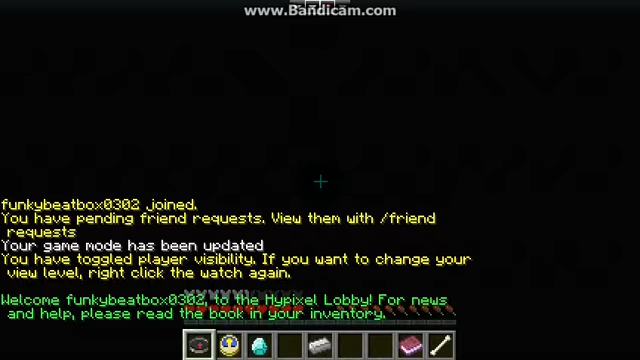 www.Bandicam.com
funkybeatbox0302 joined.
You have pending friend requests. View them with /friend
requests
Your game mode has been updated
You have toggled player visibility. If you want to change your
view level, right click the watch again.
Welcome funkybeatbox0302, to the Hypixel Lobby! For news
and help, please read the book in your inventory.